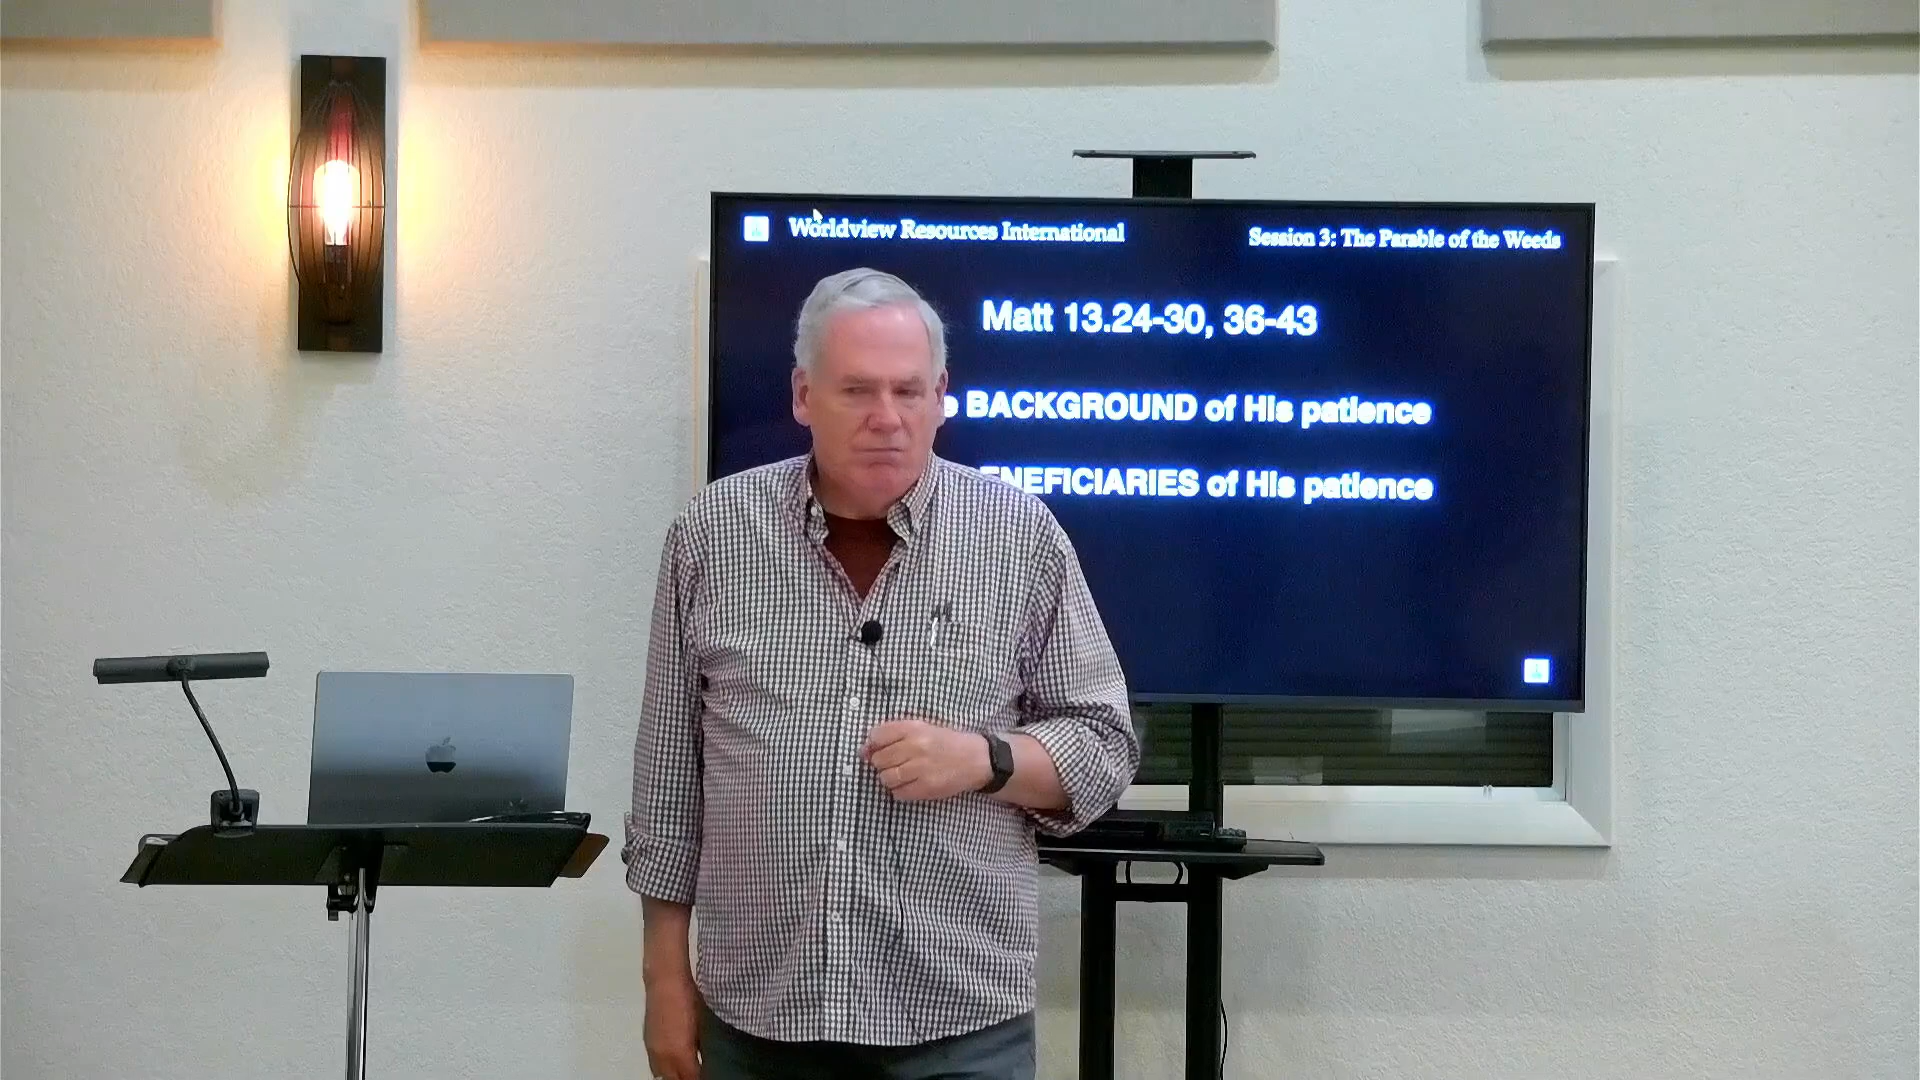 Worldview Resources International
Session 3: The Parable of the Weeds
Matt 13.24-30, 36-43
e BACKGROUND of His patience
ENEFICIARIES of His patience